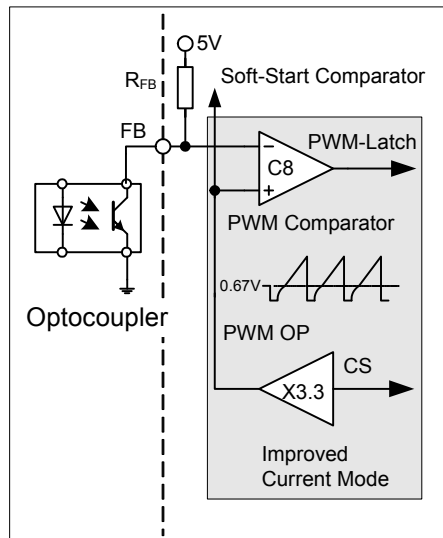 5V
R_FB
Soft-Start Comparator
FB
PWM-Latch
−
C8
+
PWM Comparator
0.67V
Optocoupler
PWM OP
CS
X3.3
Improved
Current Mode